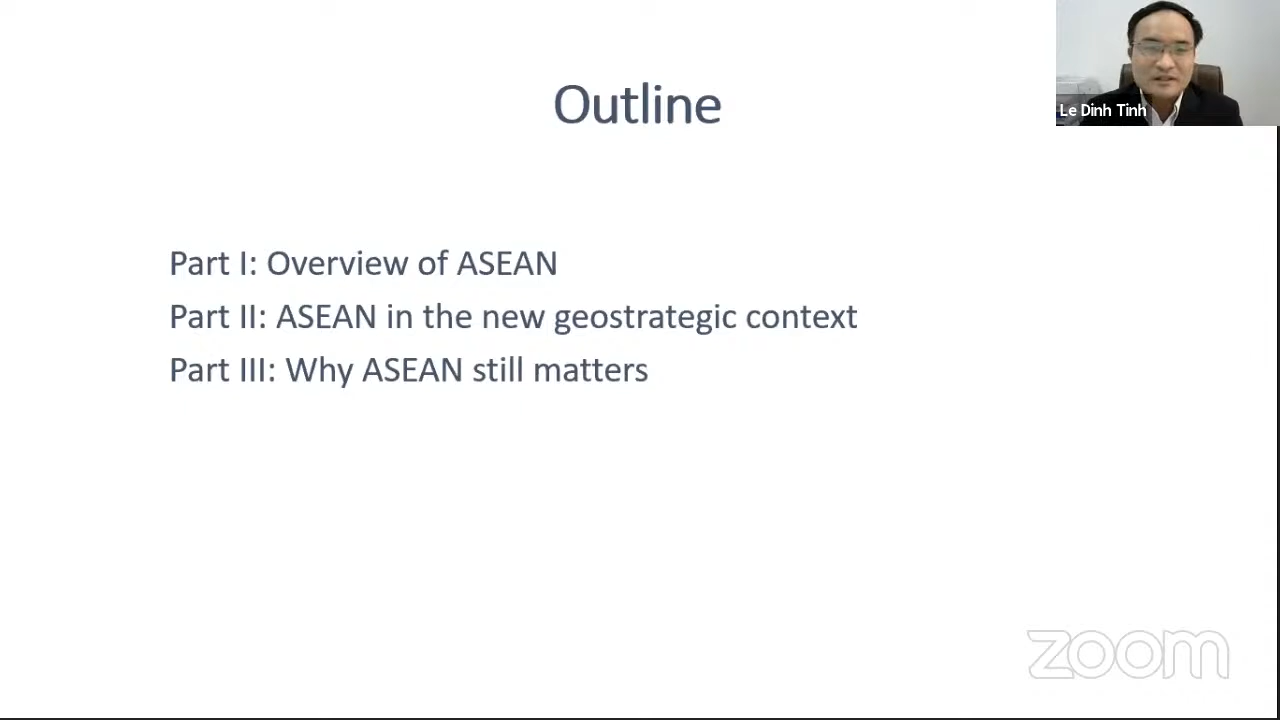 Outline
Le Dinh Tinh
Part I: Overview of ASEAN
Part II: ASEAN in the new geostrategic context
Part III: Why ASEAN still matters
zoom